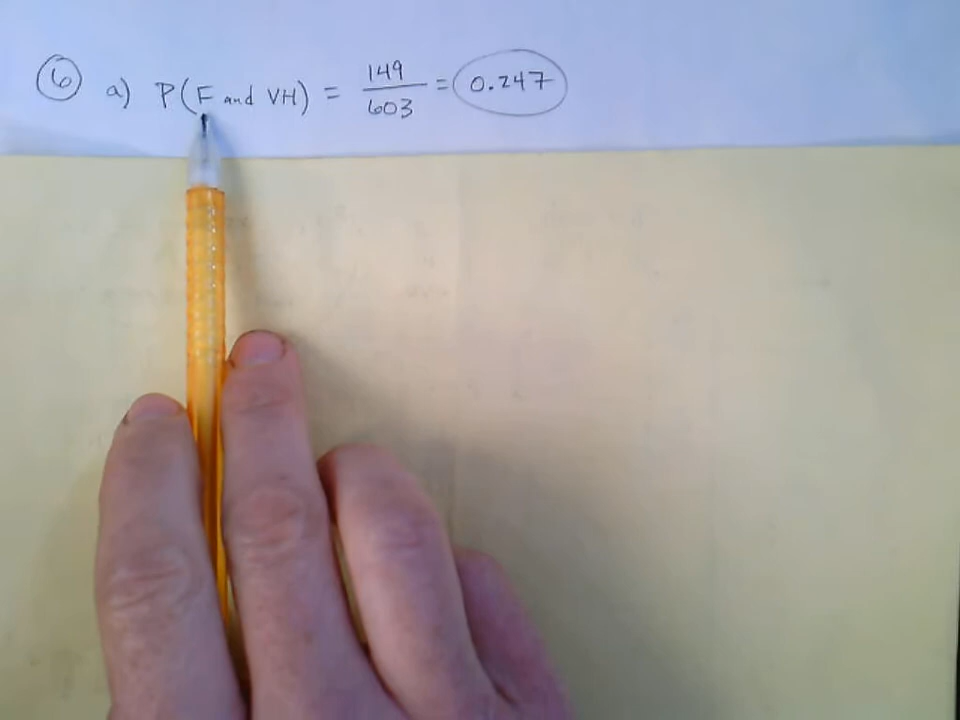 6 a) P(F and VH) = 149/603 = 0.247